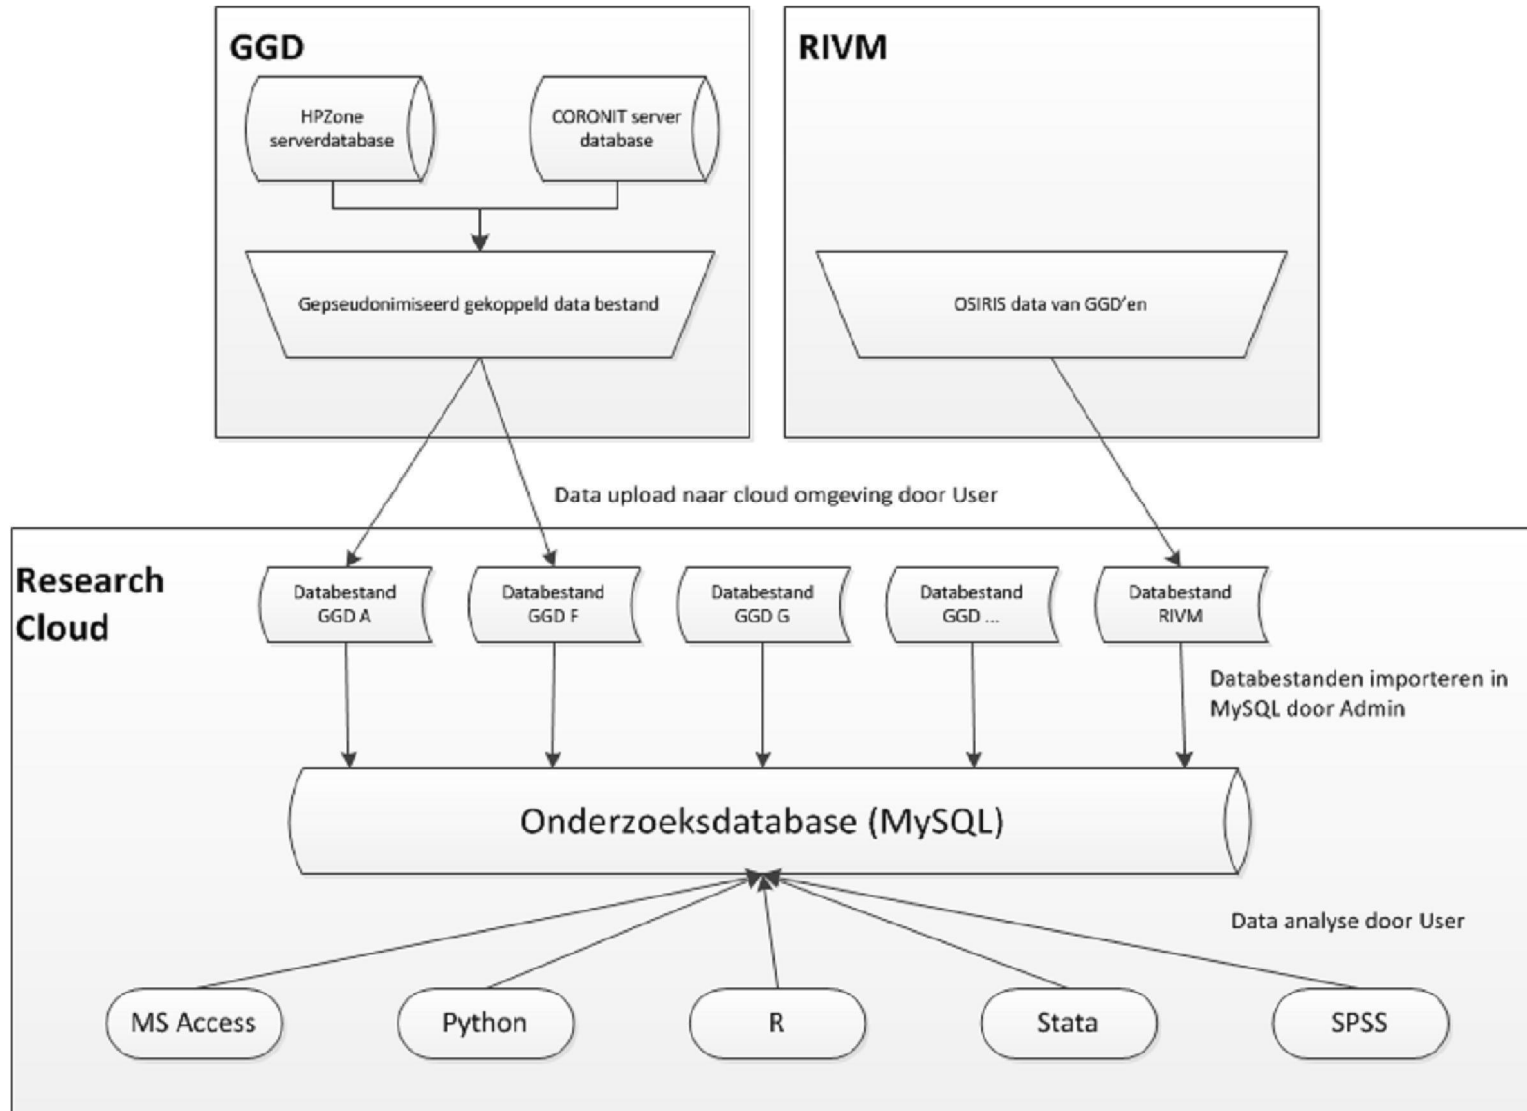 GGD
HPZone
serverdatabase
CORONIT server
database
Gepseudonimiseerd gekoppeld data bestand
RIVM
OSIRIS data van GGD'en
Data upload naar cloud omgeving door User
Research
Cloud
Databestand
GGD A
Databestand
GGD F
Databestand
GGD G
Databestand
GGD ...
Databestand
RIVM
Databestanden importeren in
MySQL door Admin
Onderzoeksdatabase (MySQL)
Data analyse door User
MS Access
Python
R
Stata
SPSS